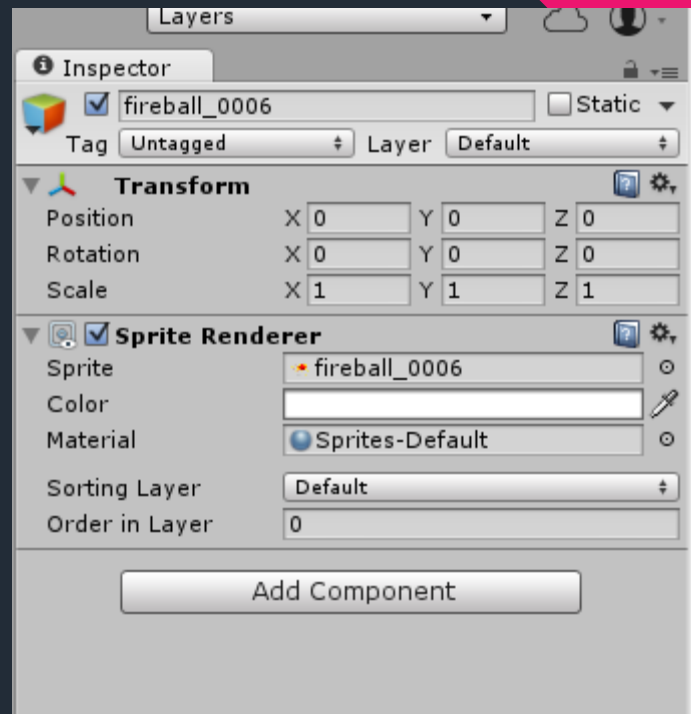 Layers
Inspector
fireball_0006 Static
Tag Untagged Layer Default
Transform
Position X 0 Y 0 Z 0
Rotation X 0 Y 0 Z 0
Scale X 1 Y 1 Z 1
Sprite Renderer
Sprite fireball_0006
Color
Material Sprites-Default
Sorting Layer Default
Order in Layer 0
Add Component